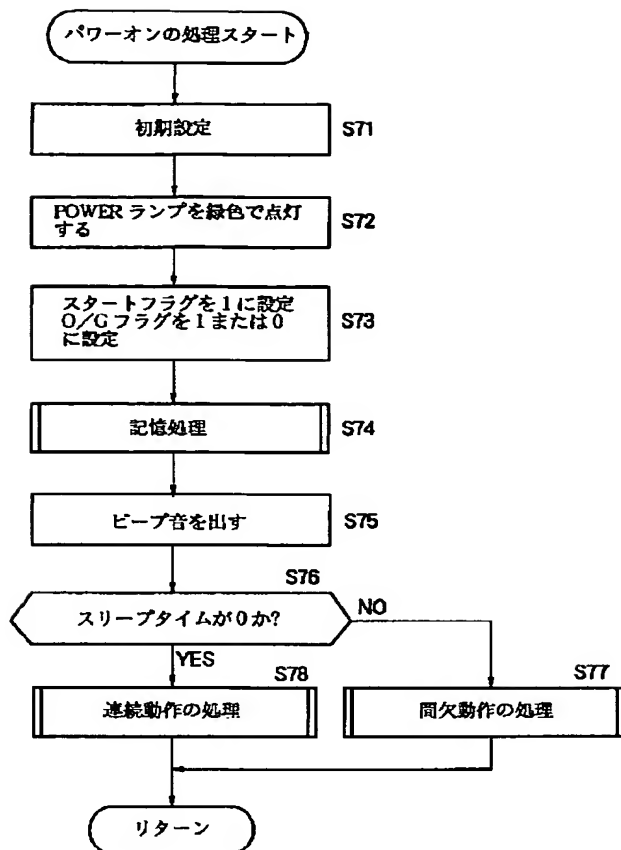 パワーオンの処理スタート
初期設定
S71
POWER ランプを緑色で点灯
する
S72
スタートフラグを1に設定
O/G フラグを1または0
に設定
S73
記憶処理
S74
ビープ音を出す
S75
S76
スリープタイムが0か?
NO
YES
S78
S77
連続動作の処理
間欠動作の処理
リターン